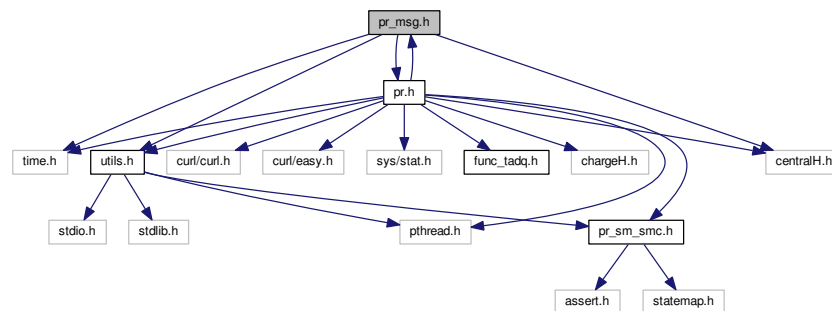 pr_msg.h
pr.h
time.h
utils.h
curl/curl.h
curl/easy.h
sys/stat.h
func_tadq.h
chargeH.h
centralH.h
stdio.h
stdlib.h
pthread.h
pr_sm_smc.h
assert.h
statemap.h